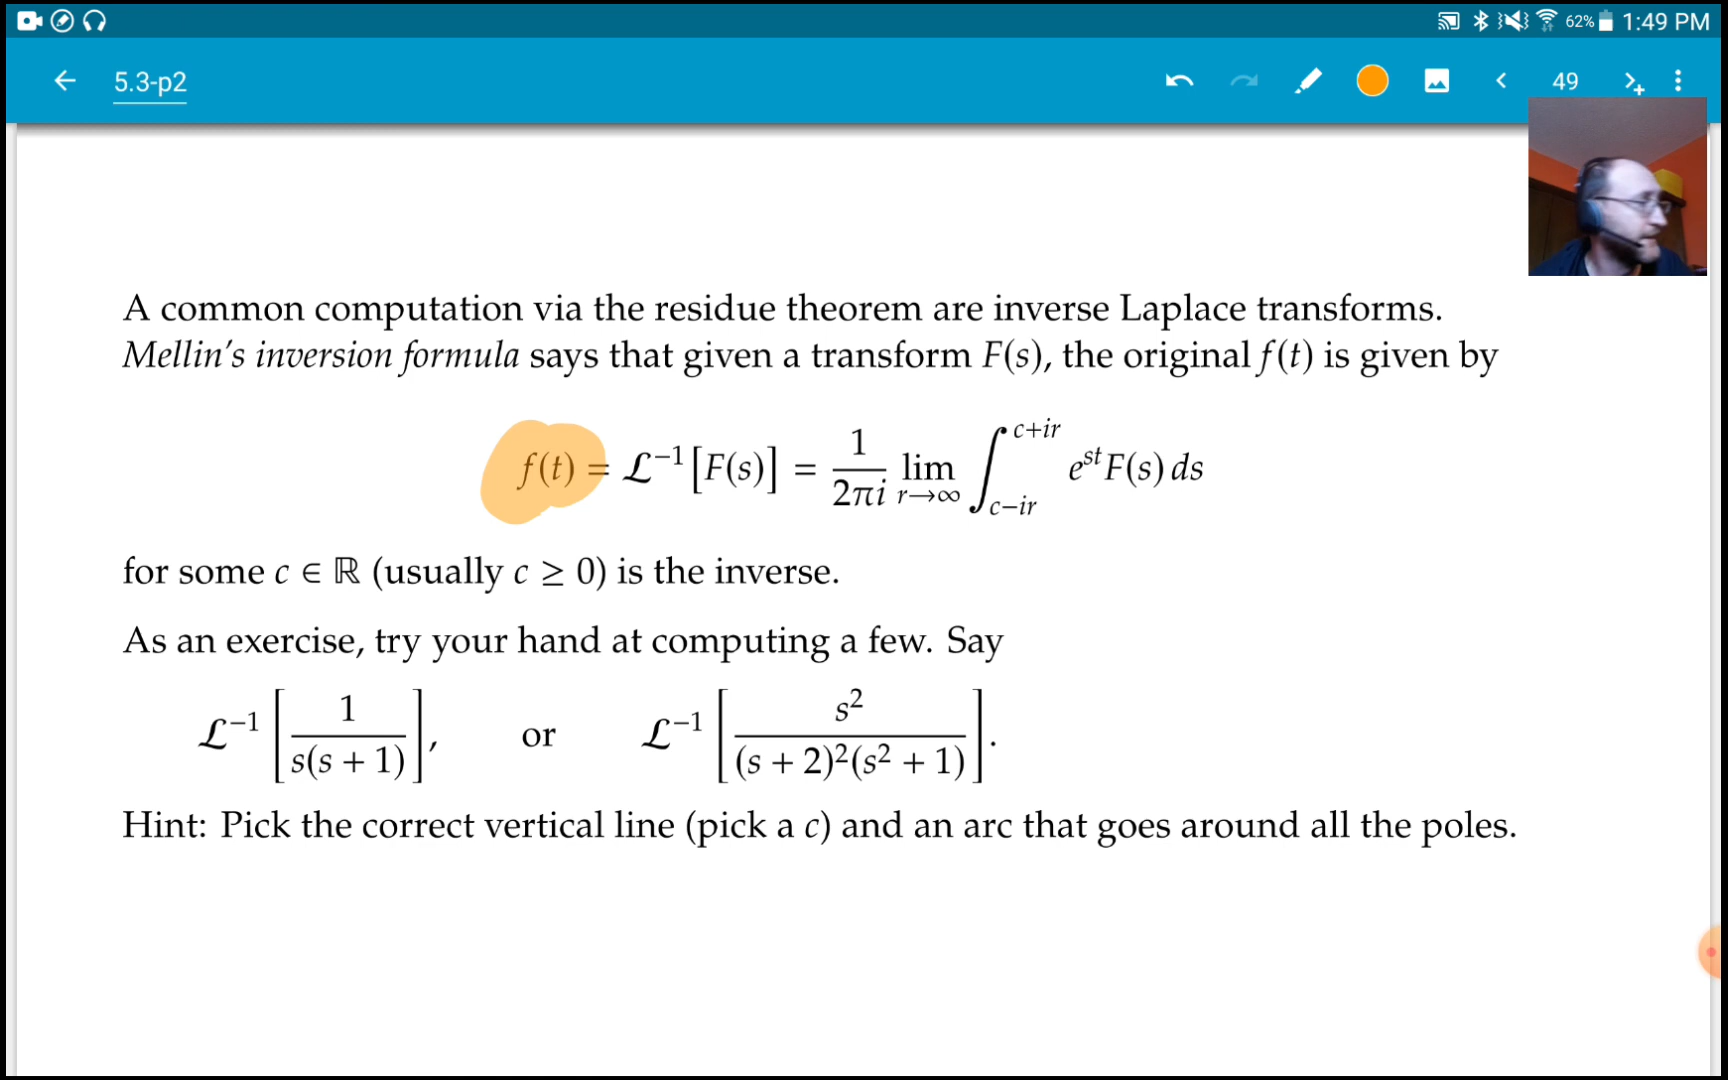 62% 1:49 PM
5.3-p2 49
A common computation via the residue theorem are inverse Laplace transforms.
Mellin's inversion formula says that given a transform F(s), the original f(t) is given by
f(t) = ℒ⁻¹[F(s)] = 1/(2πi) lim_{r→∞} ∫_{c−ir}^{c+ir} e^{st} F(s) ds
for some c ∈ ℝ (usually c ≥ 0) is the inverse.
As an exercise, try your hand at computing a few. Say
ℒ⁻¹[1/(s(s + 1))], or ℒ⁻¹[s²/((s + 2)²(s² + 1))].
Hint: Pick the correct vertical line (pick a c) and an arc that goes around all the poles.